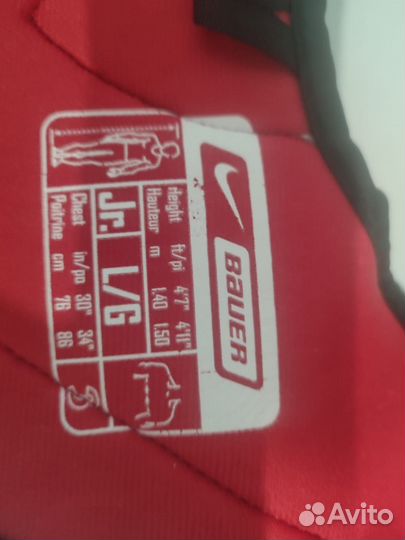 BAUER
Height ft/pi 4'7" 4'11"
Hauteur m 1.40 1.50
Jr. L/G
Chest in/po 30" 34"
Poitrine cm 76 86
Avito